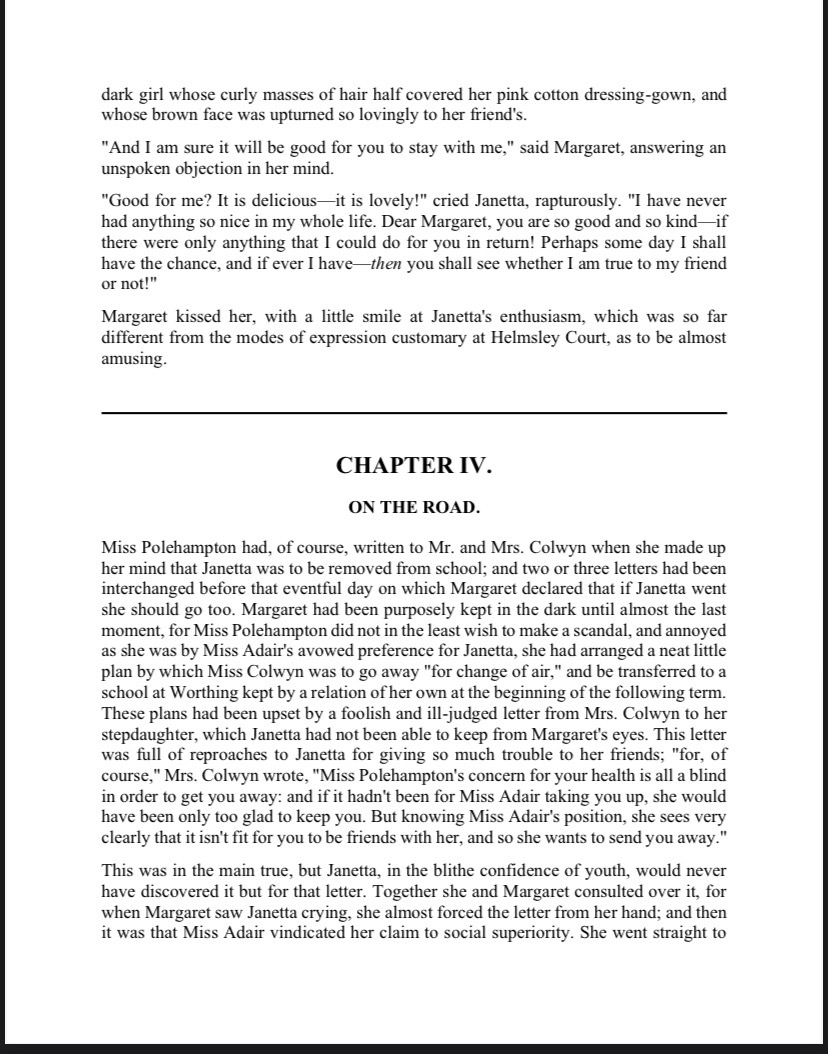 dark girl whose curly masses of hair half covered her pink cotton dressing-gown, and
whose brown face was upturned so lovingly to her friend's.
"And I am sure it will be good for you to stay with me," said Margaret, answering an
unspoken objection in her mind.
"Good for me? It is delicious—it is lovely!" cried Janetta, rapturously. "I have never
had anything so nice in my whole life. Dear Margaret, you are so good and so kind—if
there were only anything that I could do for you in return! Perhaps some day I shall
have the chance, and if ever I have—then you shall see whether I am true to my friend
or not!"
Margaret kissed her, with a little smile at Janetta's enthusiasm, which was so far
different from the modes of expression customary at Helmsley Court, as to be almost
amusing.
CHAPTER IV.
ON THE ROAD.
Miss Polehampton had, of course, written to Mr. and Mrs. Colwyn when she made up
her mind that Janetta was to be removed from school; and two or three letters had been
interchanged before that eventful day on which Margaret declared that if Janetta went
she should go too. Margaret had been purposely kept in the dark until almost the last
moment, for Miss Polehampton did not in the least wish to make a scandal, and annoyed
as she was by Miss Adair's avowed preference for Janetta, she had arranged a neat little
plan by which Miss Colwyn was to go away "for change of air," and be transferred to a
school at Worthing kept by a relation of her own at the beginning of the following term.
These plans had been upset by a foolish and ill-judged letter from Mrs. Colwyn to her
stepdaughter, which Janetta had not been able to keep from Margaret's eyes. This letter
was full of reproaches to Janetta for giving so much trouble to her friends; "for, of
course," Mrs. Colwyn wrote, "Miss Polehampton's concern for your health is all a blind
in order to get you away: and if it hadn't been for Miss Adair taking you up, she would
have been only too glad to keep you. But knowing Miss Adair's position, she sees very
clearly that it isn't fit for you to be friends with her, and so she wants to send you away."
This was in the main true, but Janetta, in the blithe confidence of youth, would never
have discovered it but for that letter. Together she and Margaret consulted over it, for
when Margaret saw Janetta crying, she almost forced the letter from her hand; and then
it was that Miss Adair vindicated her claim to social superiority. She went straight to